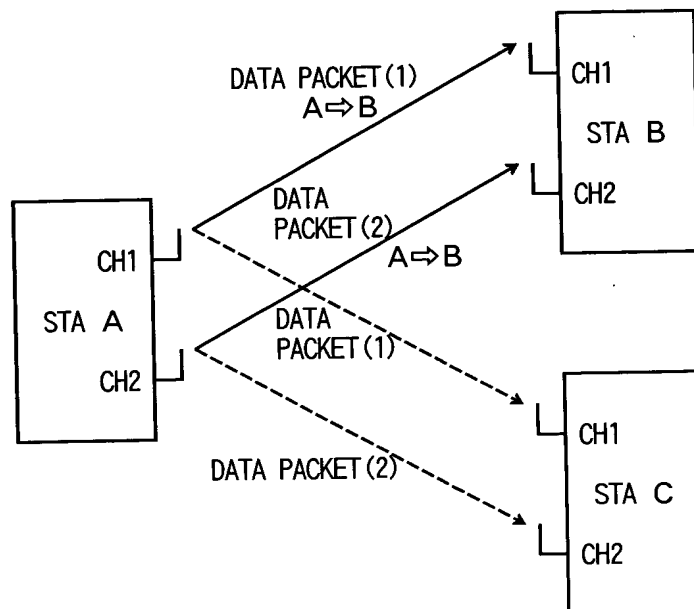 DATA PACKET(1)
A⇨B
CH1
STA B
CH2
DATA
PACKET(2)
A⇨B
CH1
STA A
CH2
DATA
PACKET(1)
DATA PACKET(2)
CH1
STA C
CH2